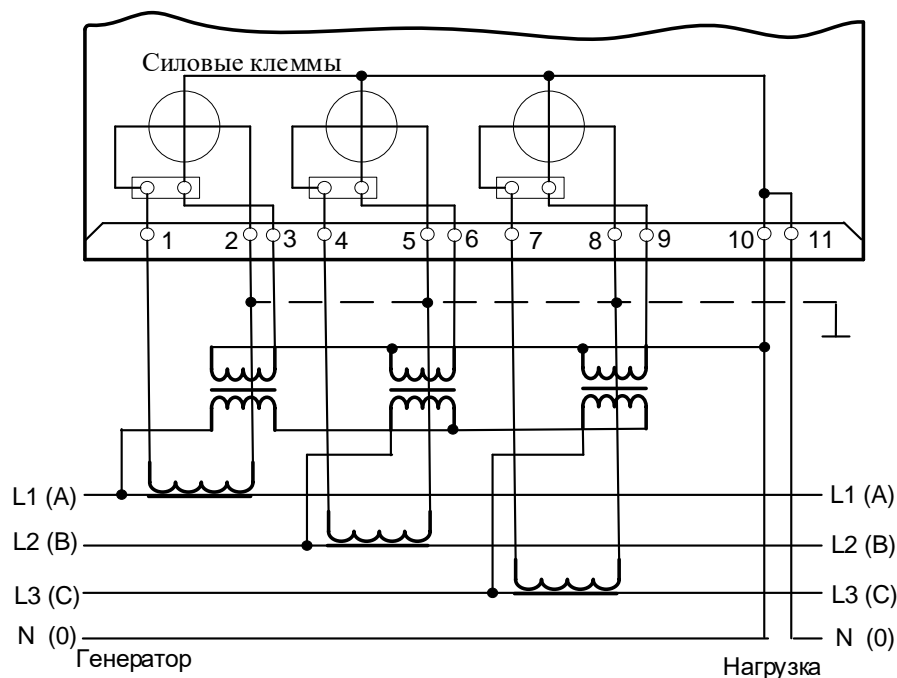 Силовые клеммы
1 2 3 4 5 6 7 8 9 10 11
L1 (A) L1 (A)
L2 (B) L2 (B)
L3 (C) L3 (C)
N (0) N (0)
Генератор Нагрузка